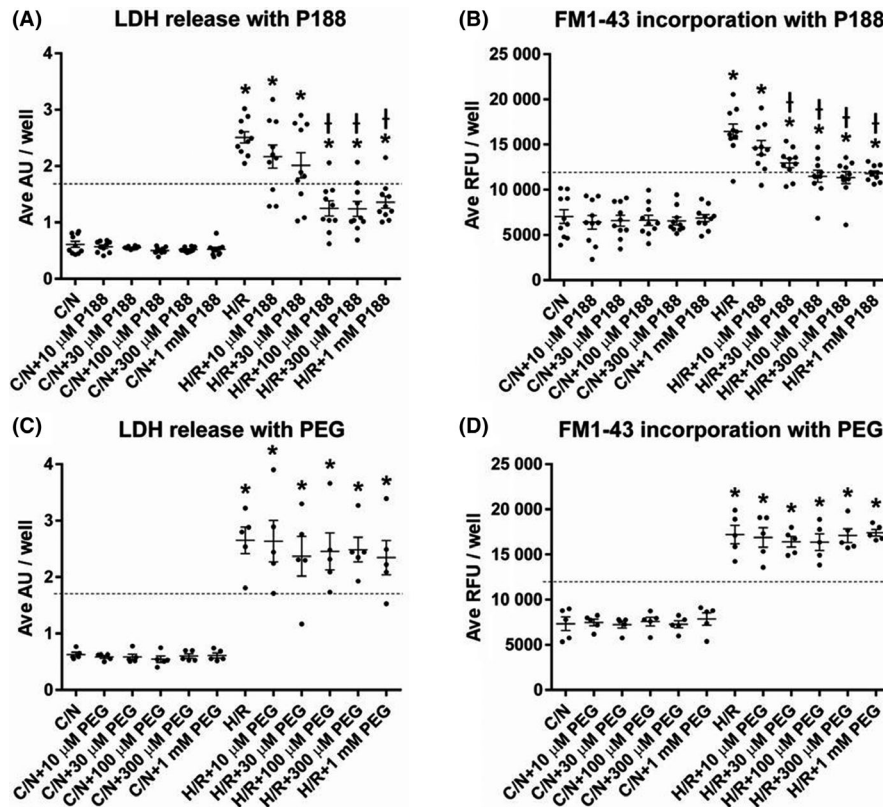 (A) LDH release with P188
Ave AU / well
4
3
2
1
0
* * * † † †
* * *
C/N
C/N+10 μM P188
C/N+30 μM P188
C/N+100 μM P188
C/N+300 μM P188
C/N+1 mM P188
H/R
H/R+10 μM P188
H/R+30 μM P188
H/R+100 μM P188
H/R+300 μM P188
H/R+1 mM P188
(B) FM1-43 incorporation with P188
Ave RFU / well
25 000
20 000
15 000
10 000
5000
0
* * † † † †
* * * *
C/N
C/N+10 μM P188
C/N+30 μM P188
C/N+100 μM P188
C/N+300 μM P188
C/N+1 mM P188
H/R
H/R+10 μM P188
H/R+30 μM P188
H/R+100 μM P188
H/R+300 μM P188
H/R+1 mM P188
(C) LDH release with PEG
Ave AU / well
4
3
2
1
0
* * * * * *
C/N
C/N+10 μM PEG
C/N+30 μM PEG
C/N+100 μM PEG
C/N+300 μM PEG
C/N+1 mM PEG
H/R
H/R+10 μM PEG
H/R+30 μM PEG
H/R+100 μM PEG
H/R+300 μM PEG
H/R+1 mM PEG
(D) FM1-43 incorporation with PEG
Ave RFU / well
25 000
20 000
15 000
10 000
5000
0
* * * * * *
C/N
C/N+10 μM PEG
C/N+30 μM PEG
C/N+100 μM PEG
C/N+300 μM PEG
C/N+1 mM PEG
H/R
H/R+10 μM PEG
H/R+30 μM PEG
H/R+100 μM PEG
H/R+300 μM PEG
H/R+1 mM PEG